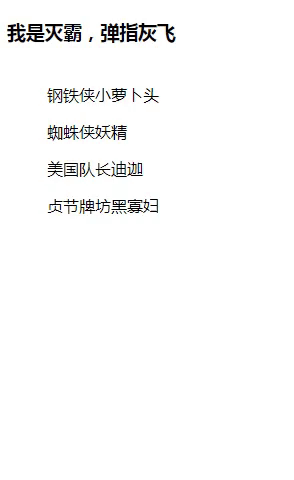 我是灭霸，弹指灰飞
钢铁侠小萝卜头
蜘蛛侠妖精
美国队长迪迦
贞节牌坊黑寡妇